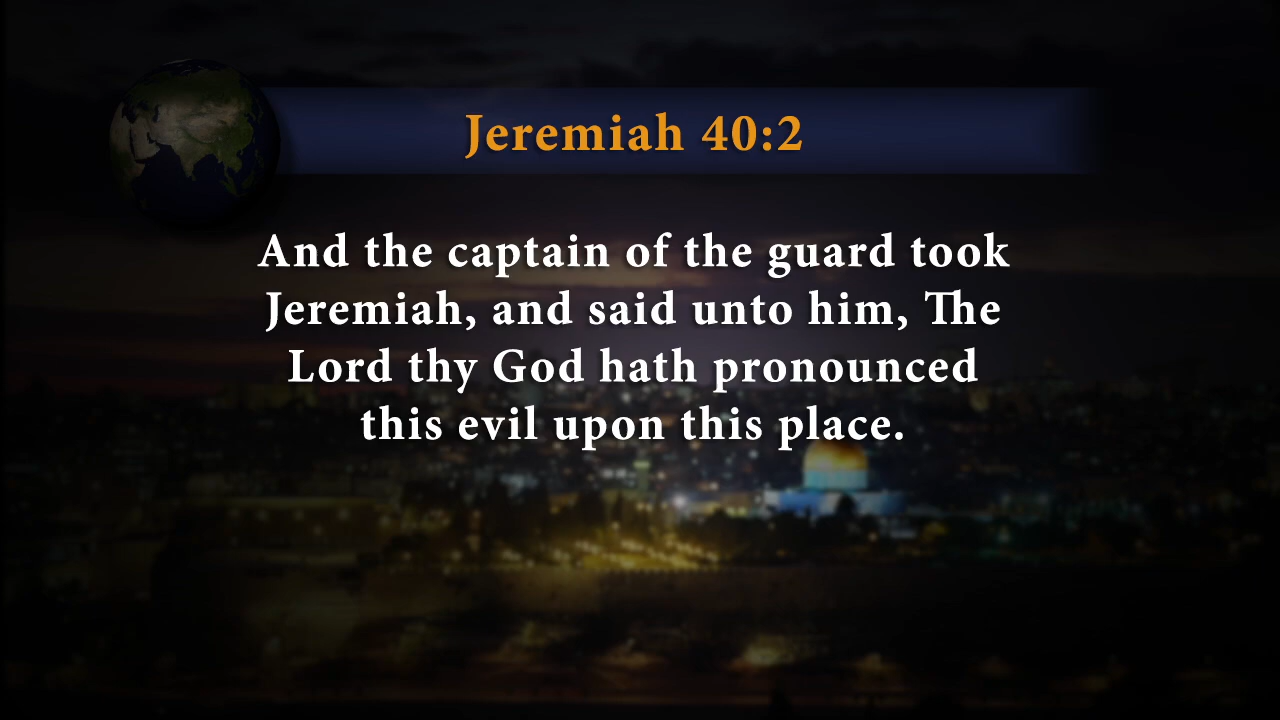 Jeremiah 40:2
And the captain of the guard took
Jeremiah, and said unto him, The
Lord thy God hath pronounced
this evil upon this place.